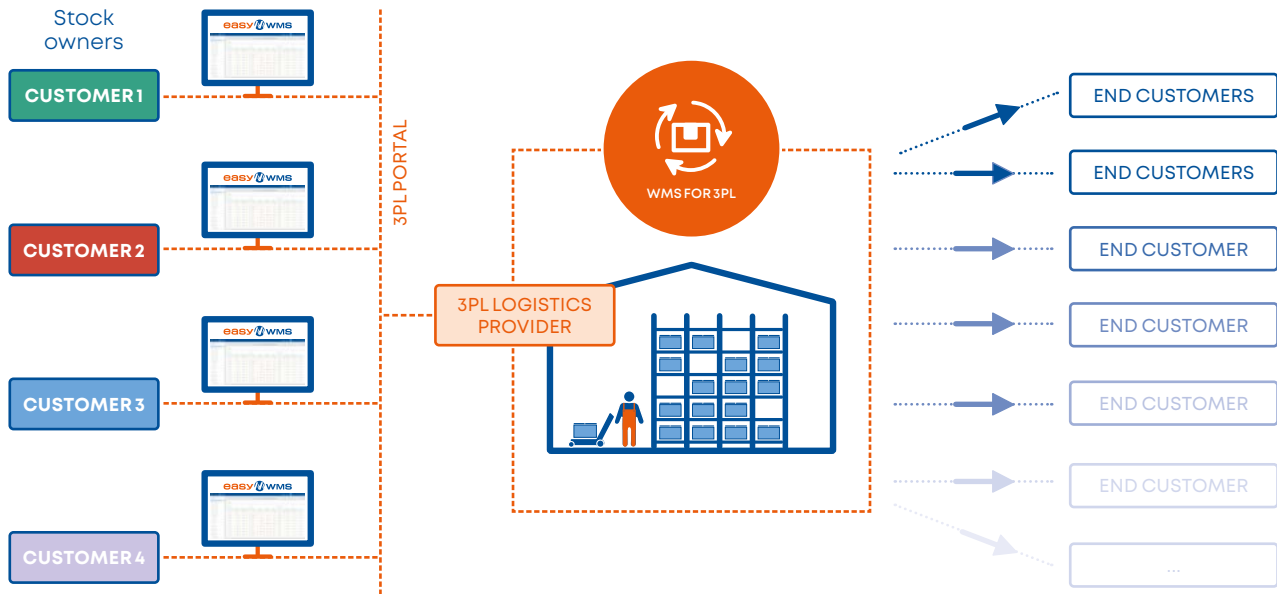 Stock
owners
easy WMS
CUSTOMER 1
easy WMS
CUSTOMER 2
easy WMS
CUSTOMER 3
easy WMS
CUSTOMER 4
3PL PORTAL
3PL LOGISTICS
PROVIDER
WMS FOR 3PL
END CUSTOMERS
END CUSTOMERS
END CUSTOMER
END CUSTOMER
END CUSTOMER
END CUSTOMER
...